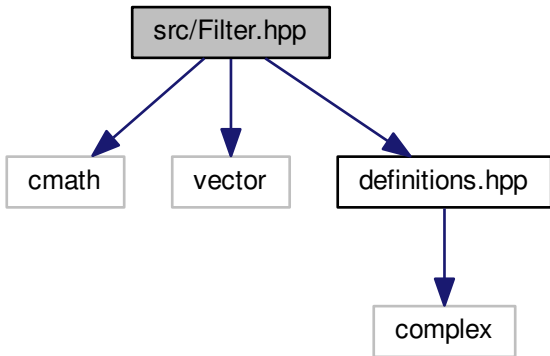 src/Filter.hpp
cmath
vector
definitions.hpp
complex